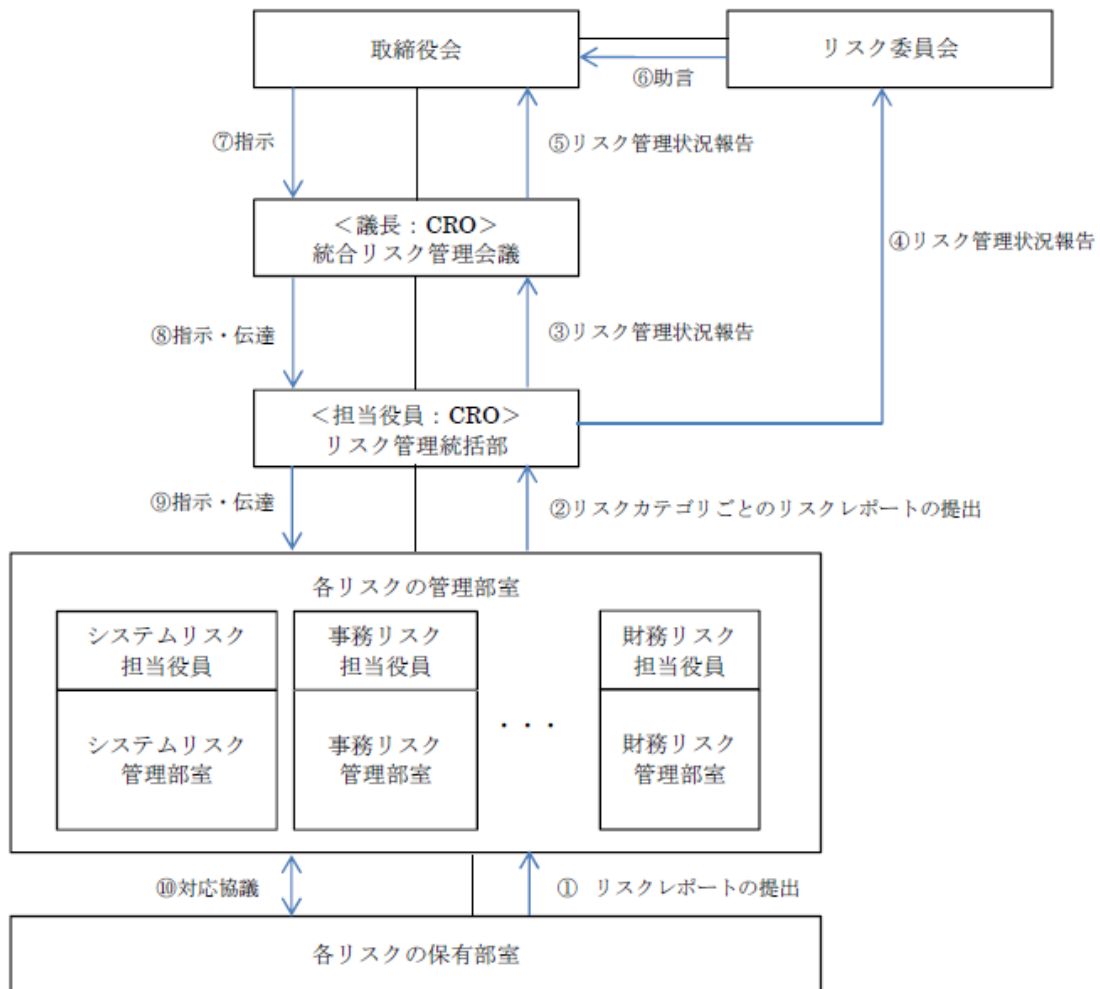 取締役会
リスク委員会
⑥助言
⑦指示
⑤リスク管理状況報告
＜議長：CRO＞
統合リスク管理会議
④リスク管理状況報告
⑧指示・伝達
③リスク管理状況報告
＜担当役員：CRO＞
リスク管理統括部
⑨指示・伝達
②リスクカテゴリごとのリスクレポートの提出
各リスクの管理部室
システムリスク
担当役員
事務リスク
担当役員
財務リスク
担当役員
システムリスク
管理部室
事務リスク
管理部室
・・・
財務リスク
管理部室
⑩対応協議
①　リスクレポートの提出
各リスクの保有部室